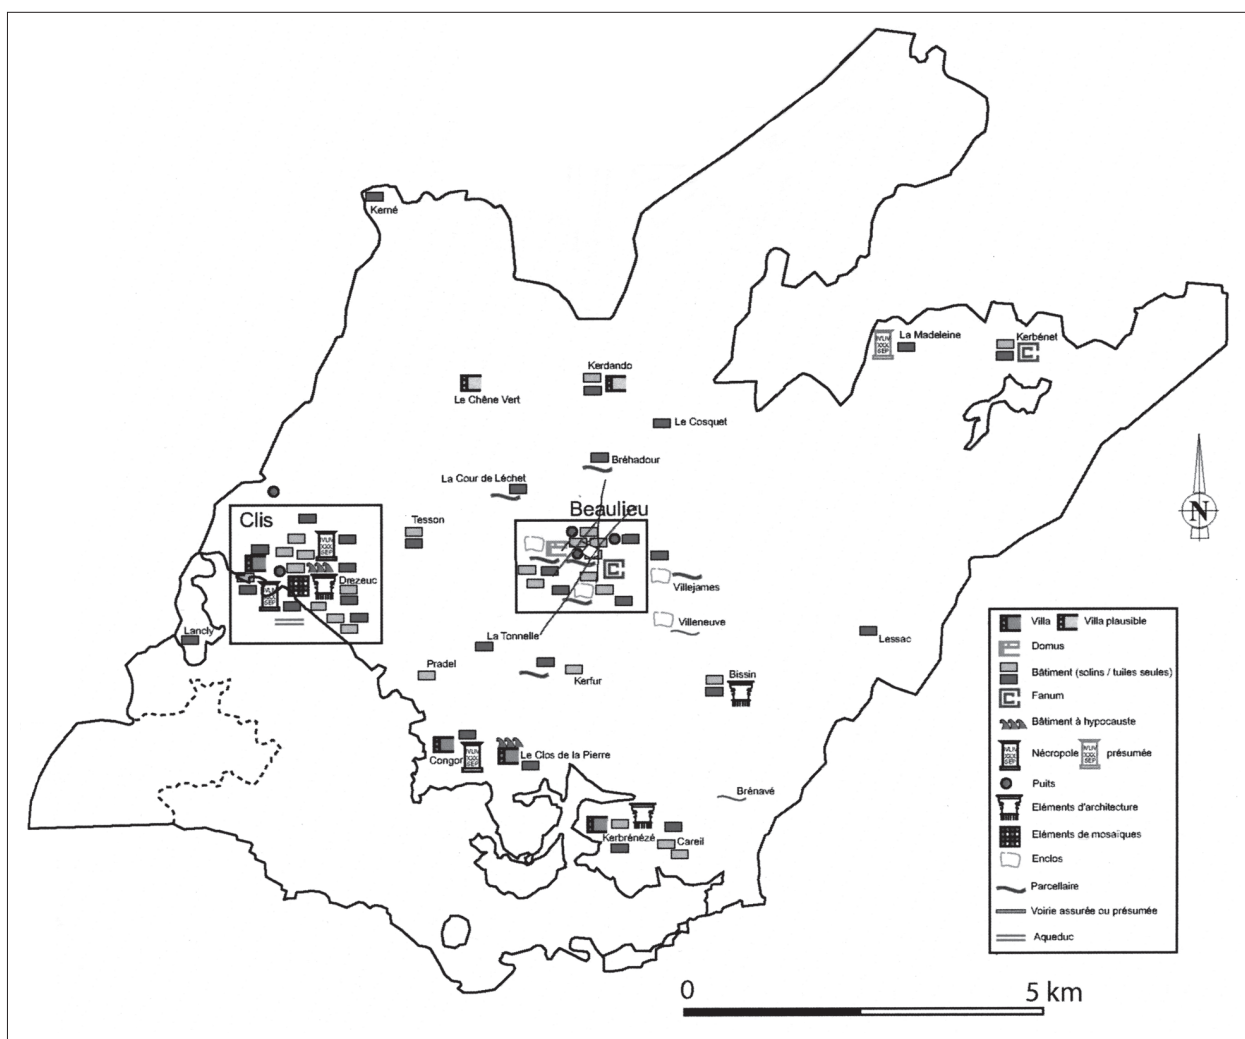 Kerné
La Madeleine
Kerbénet
Kerdando
Le Chêne Vert
Le Cosquet
Bréhadour
La Cour de Léchet
Beaulieu
Clis
Tesson
Drezeuc
Villejames
Villeneuve
Lancly
La Tonnelle
Lessac
Pradel
Kerfur
Bissin
Congor
Le Clos de la Pierre
Brénavé
Kerbrénézé
Careil
N
Villa
Villa plausible
Domus
Bâtiment (solins / tuiles seules)
Fanum
Bâtiment à hypocauste
Nécropole
présumée
Puits
Eléments d'architecture
Eléments de mosaïques
Enclos
Parcellaire
Voirie assurée ou présumée
Aqueduc
0
5 km